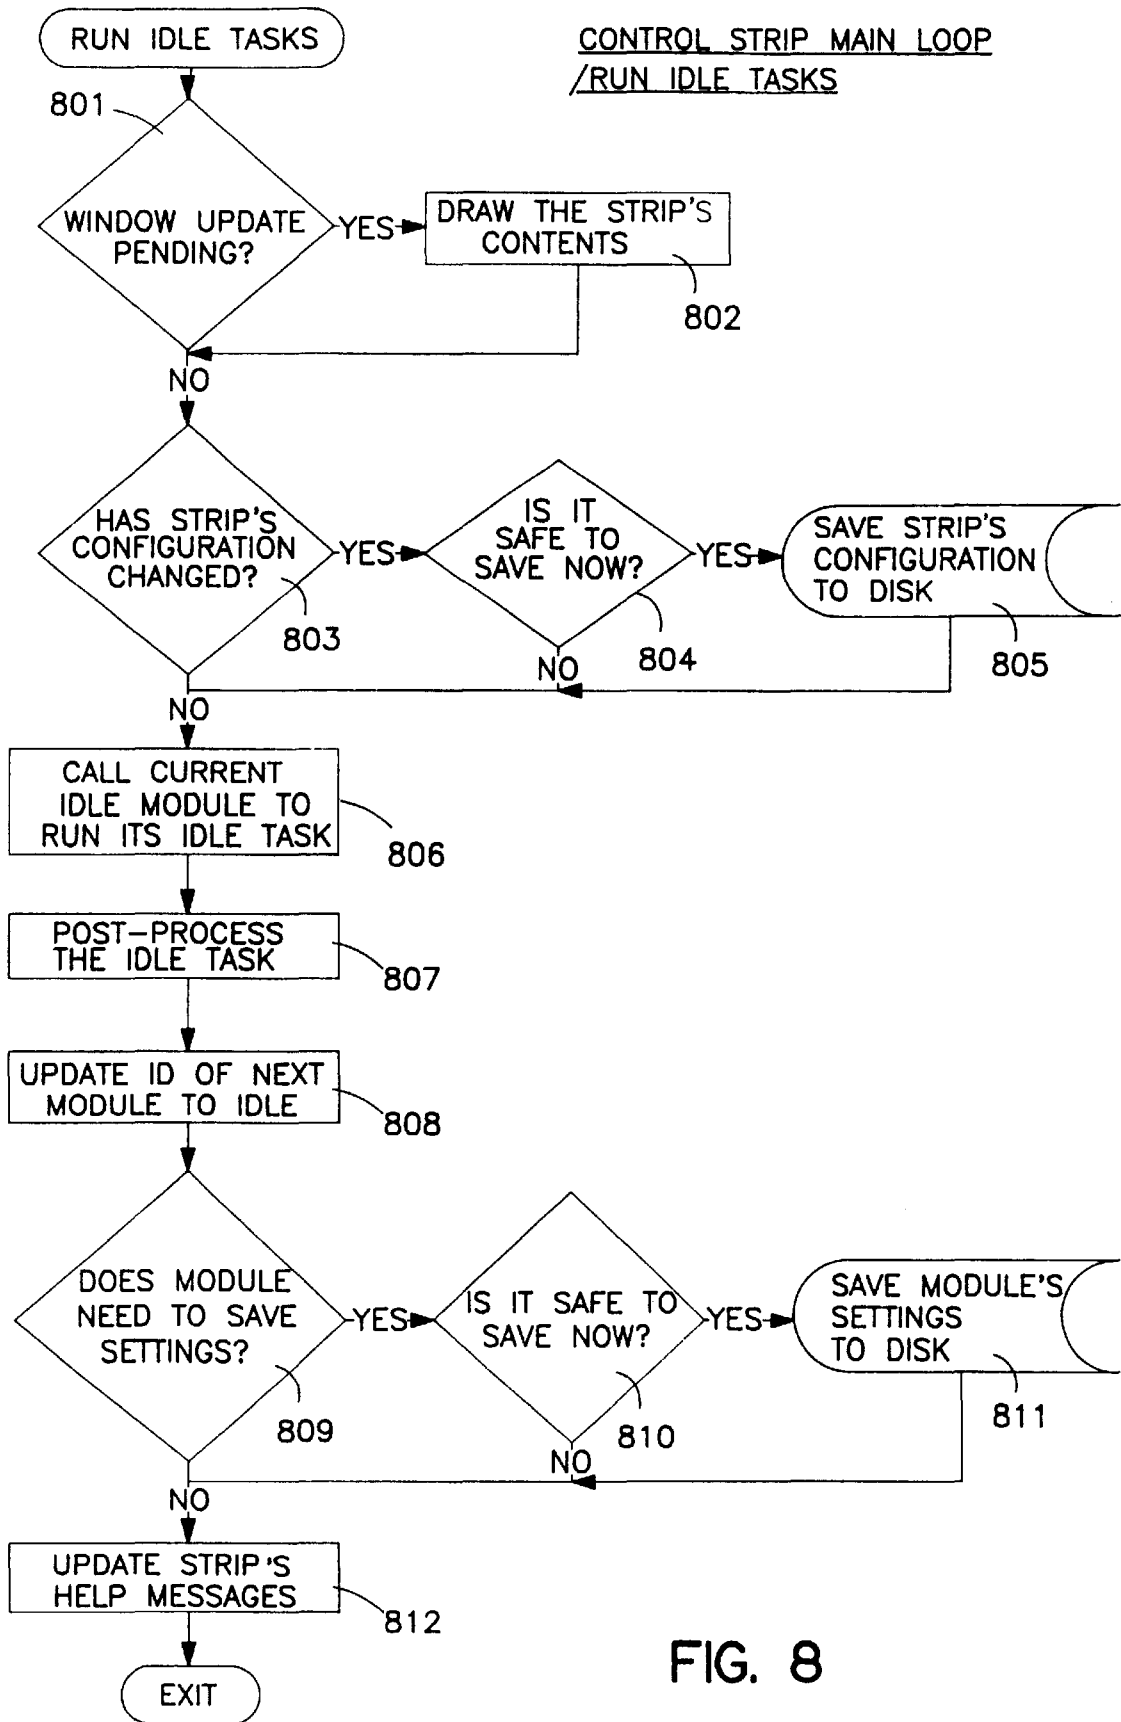 RUN IDLE TASKS
CONTROL STRIP MAIN LOOP
/RUN IDLE TASKS
801
WINDOW UPDATE
PENDING?
YES
DRAW THE STRIP'S
CONTENTS
802
NO
HAS STRIP'S
CONFIGURATION
CHANGED?
803
YES
IS IT
SAFE TO
SAVE NOW?
804
YES
SAVE STRIP'S
CONFIGURATION
TO DISK
805
NO
NO
CALL CURRENT
IDLE MODULE TO
RUN ITS IDLE TASK
806
POST-PROCESS
THE IDLE TASK
807
UPDATE ID OF NEXT
MODULE TO IDLE
808
DOES MODULE
NEED TO SAVE
SETTINGS?
809
YES
IS IT SAFE TO
SAVE NOW?
810
YES
SAVE MODULE'S
SETTINGS
TO DISK
811
NO
NO
UPDATE STRIP'S
HELP MESSAGES
812
EXIT
FIG. 8